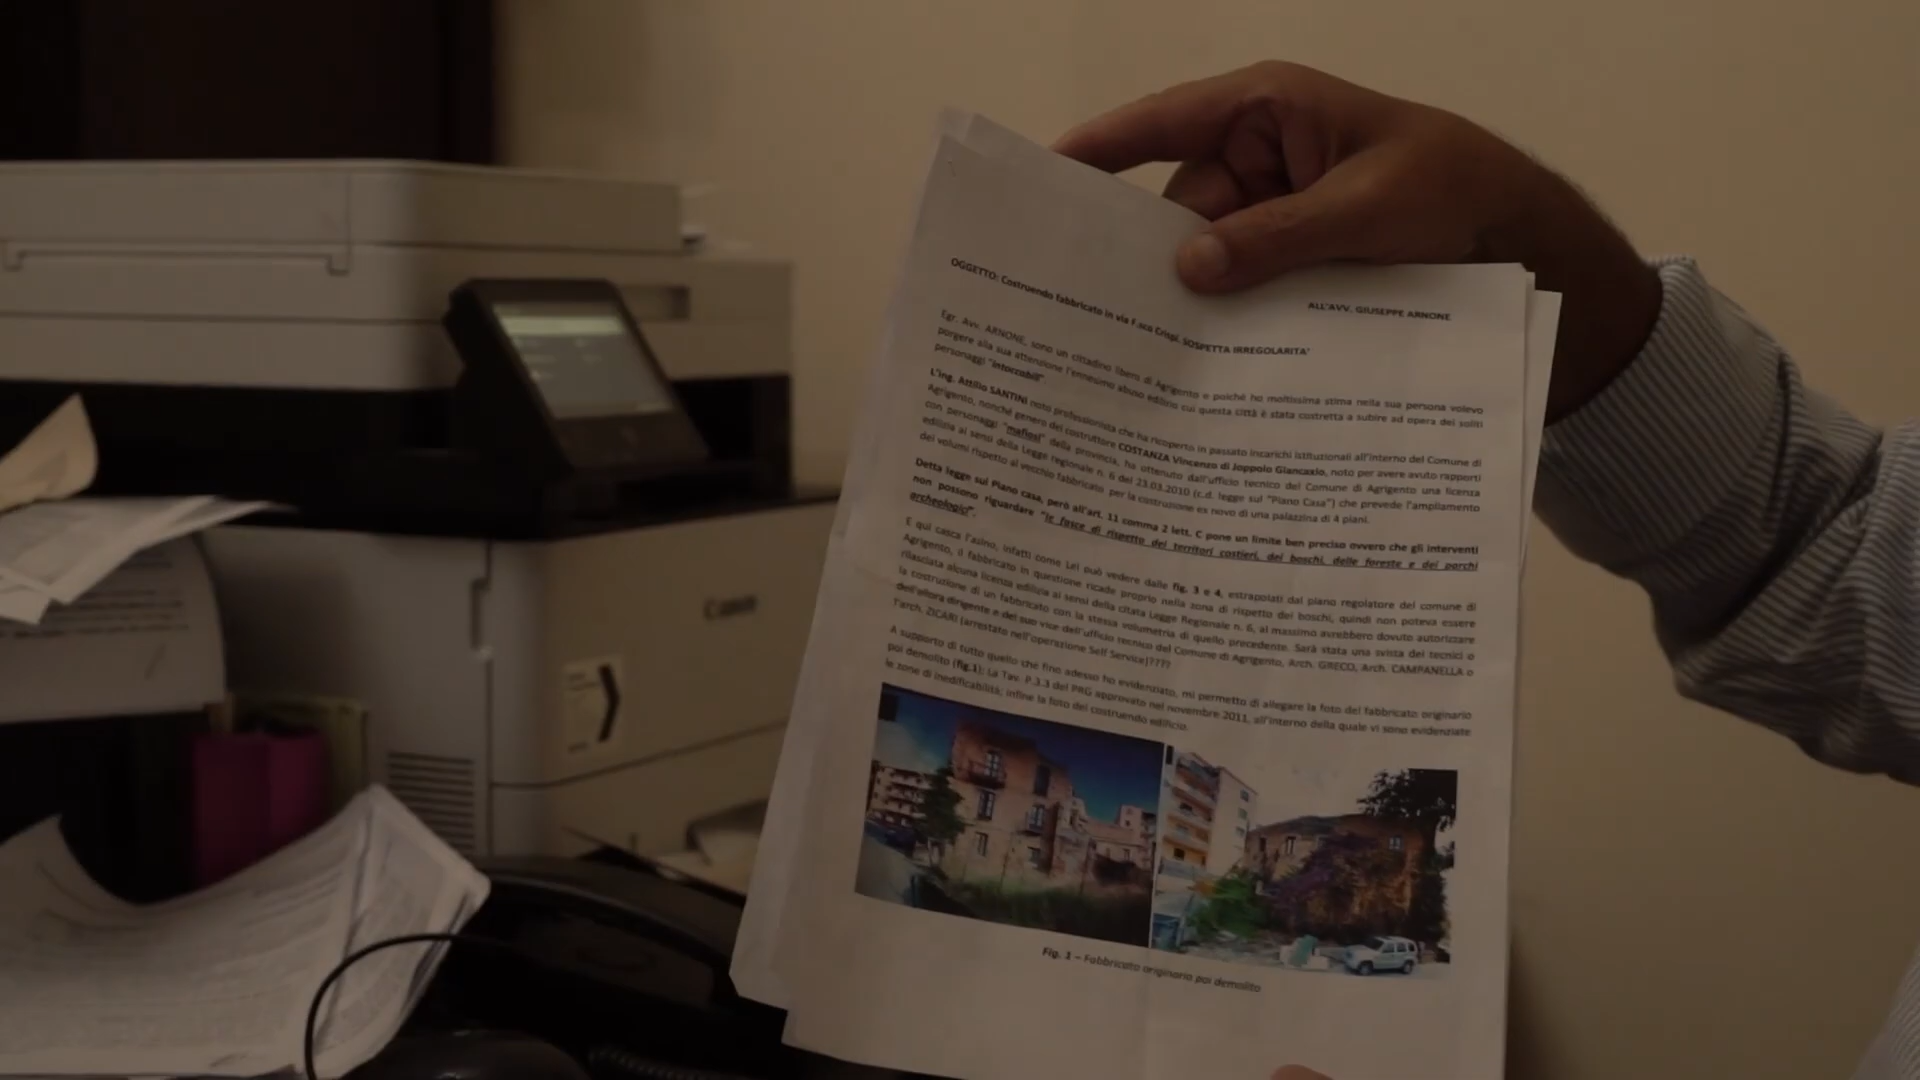 ALL'AVV. GIUSEPPE ARNONE
OGGETTO: Costruendo fabbricato in via F.sco Crispi. SOSPETTA IRREGOLARITA'
Egr. Avv. ARNONE, sono un cittadino libero di Agrigento e poiché ho moltissima stima nella sua persona volevo
porgere alla sua attenzione l'ennesimo abuso edilizio cui questa città è stata costretta a subire ad opera dei soliti
personaggi "intoccabili".
L'ing. Attilio SANTINI noto professionista che ha ricoperto in passato incarichi istituzionali all'interno del Comune di
Agrigento, nonché genero del costruttore COSTANZA Vincenzo di Joppolo Giancaxio, noto per avere avuto rapporti
con personaggi "mafiosi" della provincia, ha ottenuto dall'ufficio tecnico del Comune di Agrigento una licenza
edilizia ai sensi della Legge regionale n. 6 del 23.03.2010 (c.d. legge sul "Piano Casa") che prevede l'ampliamento
dei volumi rispetto al vecchio fabbricato per la costruzione ex novo di una palazzina di 4 piani.
Detta legge sul Piano casa, però all'art. 11 comma 2 lett. C pone un limite ben preciso ovvero che gli interventi
non possono riguardare "le fasce di rispetto dei territori costieri, dei boschi, delle foreste e dei parchi
archeologici".
E qui casca l'asino, infatti come Lei può vedere dalle fig. 3 e 4, estrapolati dal piano regolatore del comune di
Agrigento, il fabbricato in questione ricade proprio nella zona di rispetto dei boschi, quindi non poteva essere
rilasciata alcuna licenza edilizia ai sensi della citata Legge Regionale n. 6, al massimo avrebbero dovuto autorizzare
la costruzione di un fabbricato con la stessa volumetria di quello precedente. Sarà stata una svista dei tecnici o
dell'allora dirigente e del suo vice dell'ufficio tecnico del Comune di Agrigento, Arch. GRECO, Arch. CAMPANELLA o
l'arch. ZICARI (arrestato nell'operazione Self Service)????
A supporto di tutto quello che fino adesso ho evidenziato, mi permetto di allegare la foto del fabbricato originario
poi demolito (fig.1); La Tav. P.3.3 del PRG approvato nel novembre 2011, all'interno della quale vi sono evidenziate
le zone di inedificabilità; infine la foto del costruendo edificio.
Fig. 1 – Fabbricato originario poi demolito
Canon